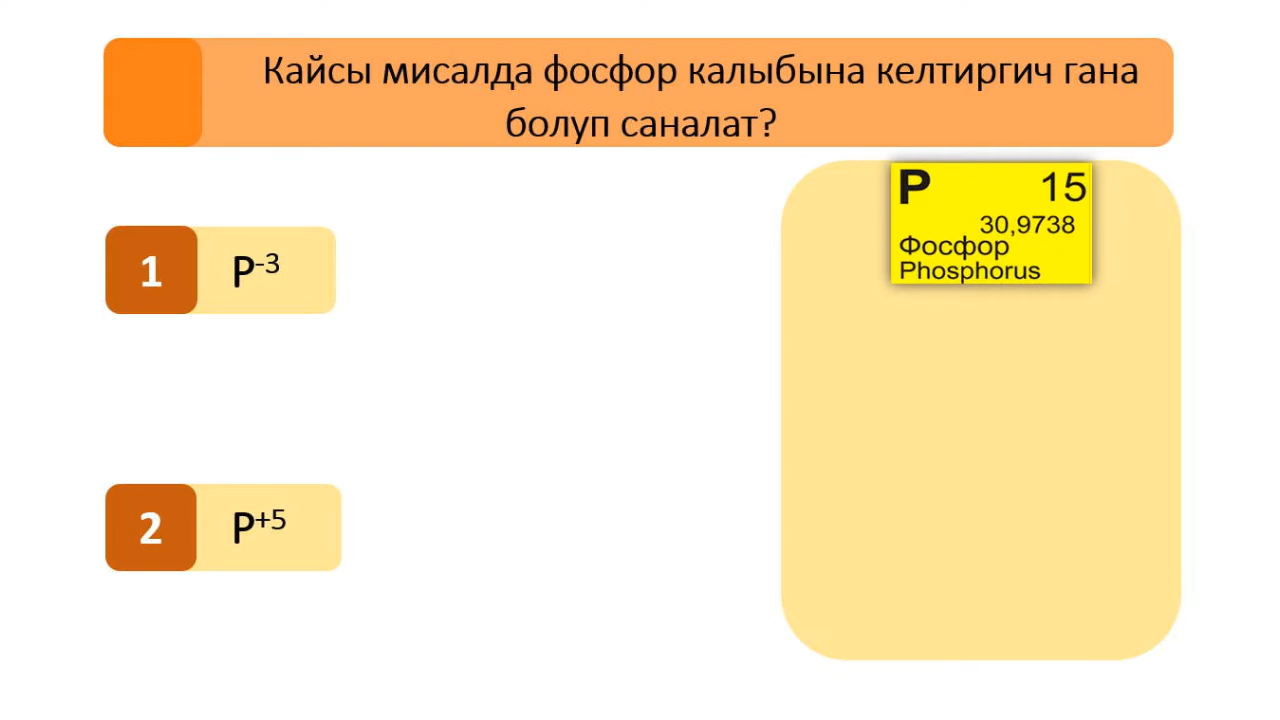 Кайсы мисалда фосфор калыбына келтиргич гана
болуп саналат?
P 15
30,9738
Фосфор
Phosphorus
1 P⁻³
2 P⁺⁵